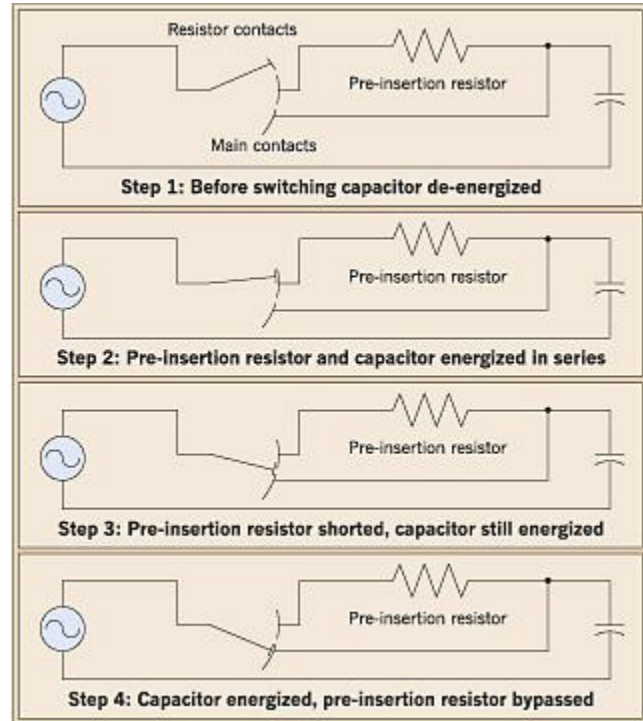 Resistor contacts
Pre-insertion resistor
Main contacts
Step 1: Before switching capacitor de-energized
Pre-insertion resistor
Step 2: Pre-insertion resistor and capacitor energized in series
Pre-insertion resistor
Step 3: Pre-insertion resistor shorted, capacitor still energized
Pre-insertion resistor
Step 4: Capacitor energized, pre-insertion resistor bypassed